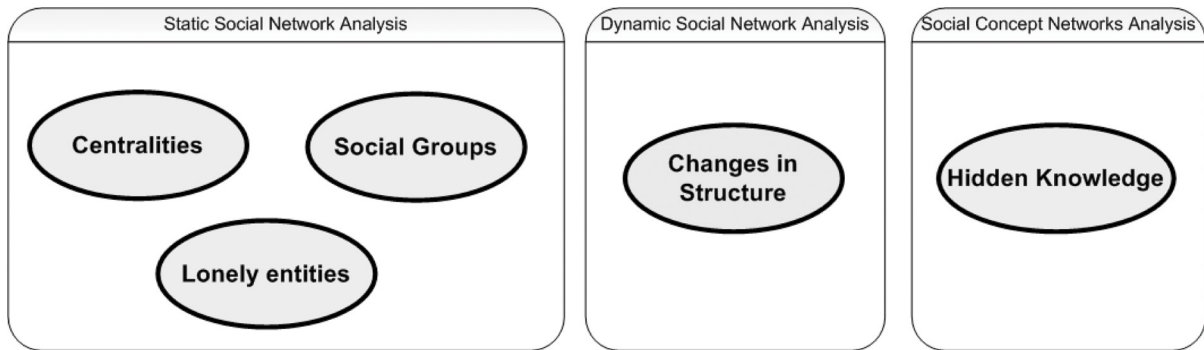 Static Social Network Analysis
Dynamic Social Network Analysis
Social Concept Networks Analysis
Centralities
Social Groups
Lonely entities
Changes in
Structure
Hidden Knowledge